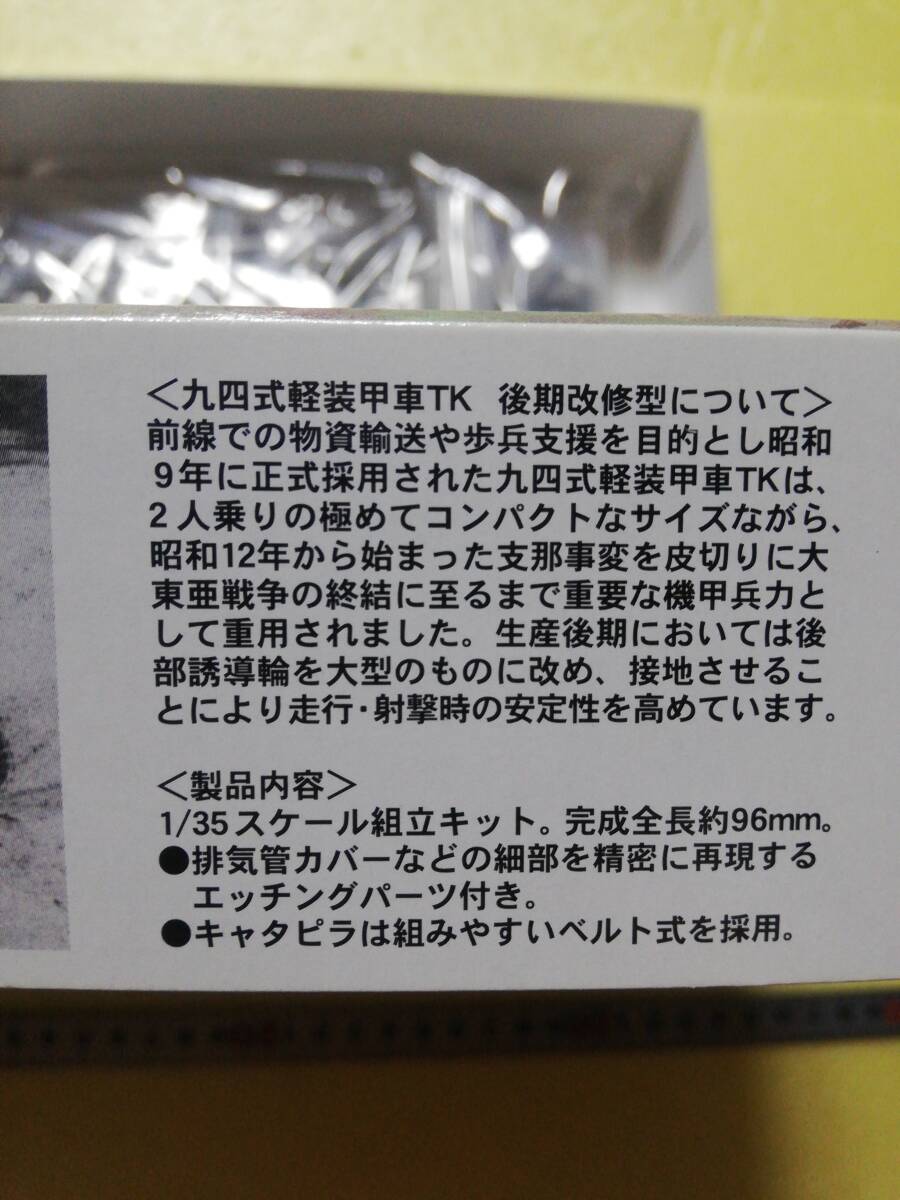 ＜九四式軽装甲車TK 後期改修型について＞
前線での物資輸送や歩兵支援を目的とし昭和
9年に正式採用された九四式軽装甲車TKは、
2人乗りの極めてコンパクトなサイズながら、
昭和12年から始まった支那事変を皮切りに大
東亜戦争の終結に至るまで重要な機甲兵力と
して重用されました。生産後期においては後
部誘導輪を大型のものに改め、接地させるこ
とにより走行・射撃時の安定性を高めています。
＜製品内容＞
1/35スケール組立キット。完成全長約96mm。
●排気管カバーなどの細部を精密に再現する
エッチングパーツ付き。
●キャタピラは組みやすいベルト式を採用。